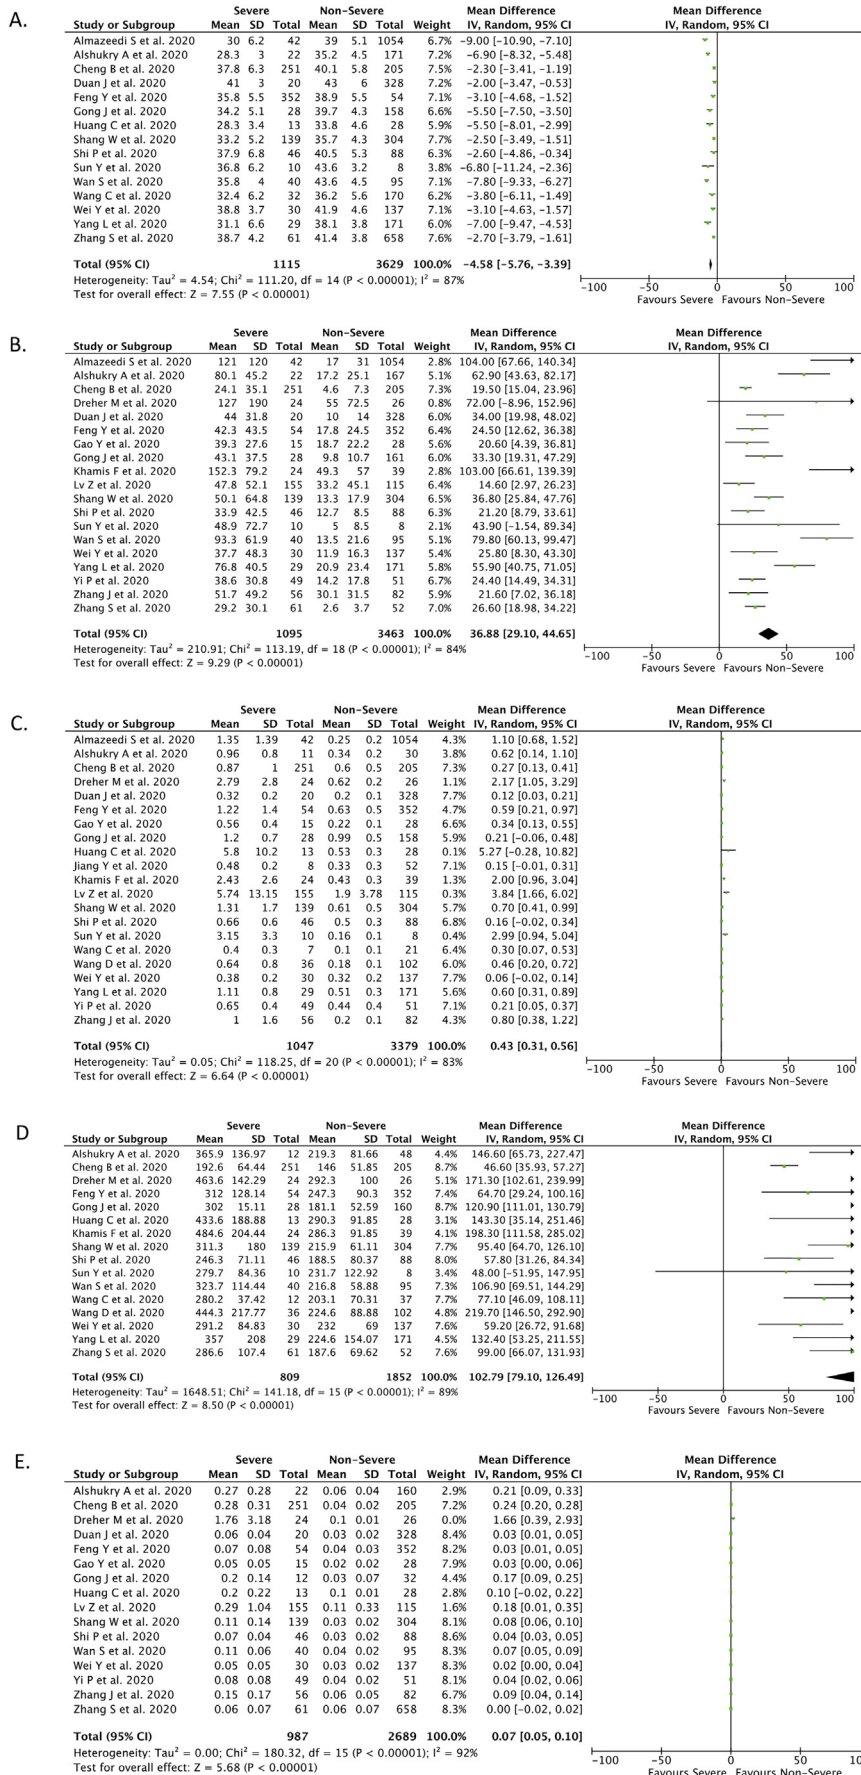 A.
Severe Non-Severe Mean Difference Mean Difference
Study or Subgroup Mean SD Total Mean SD Total Weight IV, Random, 95% CI IV, Random, 95% CI
Almazeedi S et al. 2020 30 6.2 42 39 5.1 1054 6.7% -9.00 [-10.90, -7.10]
Alshukry A et al. 2020 28.3 3 22 35.2 4.5 171 7.2% -6.90 [-8.32, -5.48]
Cheng B et al. 2020 37.8 6.3 251 40.1 5.8 205 7.5% -2.30 [-3.41, -1.19]
Duan J et al. 2020 41 3 20 43 6 328 7.1% -2.00 [-3.47, -0.53]
Feng Y et al. 2020 35.8 5.5 352 38.9 5.5 54 7.0% -3.10 [-4.68, -1.52]
Gong J et al. 2020 34.2 5.1 28 39.7 4.3 158 6.5% -5.50 [-7.50, -3.50]
Huang C et al. 2020 28.3 3.4 13 33.8 4.6 28 5.8% -5.50 [-8.01, -2.99]
Shang W et al. 2020 33.2 5.2 139 35.7 4.3 304 7.6% -2.50 [-3.49, -1.51]
Shi P et al. 2020 37.9 6.8 46 40.5 5.3 88 6.1% -2.60 [-4.86, -0.34]
Sun Y et al. 2020 36.8 6.2 10 43.6 3.2 8 3.8% -6.80 [-11.24, -2.36]
Wan S et al. 2020 35.8 4 40 43.6 4.5 95 7.1% -7.80 [-9.33, -6.27]
Wang C et al. 2020 32.4 6.2 32 36.2 5.6 170 6.1% -3.80 [-6.11, -1.49]
Wei Y et al. 2020 38.8 3.7 30 41.9 4.6 137 7.1% -3.10 [-4.63, -1.57]
Yang L et al. 2020 31.1 6.6 29 38.1 3.8 171 5.9% -7.00 [-9.47, -4.53]
Zhang S et al. 2020 38.7 4.2 61 41.4 3.8 658 7.6% -2.70 [-3.79, -1.61]
Total (95% CI) 1115 3629 100.0% -4.58 [-5.76, -3.39]
Heterogeneity: Tau² = 4.54; Chi² = 111.20, df = 14 (P < 0.00001); I² = 87%
Test for overall effect: Z = 7.55 (P < 0.00001)
-100 -50 0 50 100
Favours Severe Favours Non-Severe
B.
Severe Non-Severe Mean Difference Mean Difference
Study or Subgroup Mean SD Total Mean SD Total Weight IV, Random, 95% CI IV, Random, 95% CI
Almazeedi S et al. 2020 121 120 42 17 31 1054 2.8% 104.00 [67.66, 140.34]
Alshukry A et al. 2020 80.1 45.2 22 17.2 25.1 167 5.1% 62.90 [43.63, 82.17]
Cheng B et al. 2020 24.1 35.1 251 4.6 7.3 205 7.5% 19.50 [15.04, 23.96]
Dreher M et al. 2020 127 190 24 55 72.5 26 0.8% 72.00 [-8.96, 152.96]
Duan J et al. 2020 44 31.8 20 10 14 328 6.1% 34.00 [19.98, 48.02]
Feng Y et al. 2020 42.3 43.5 54 17.8 24.5 352 6.5% 24.50 [12.62, 36.38]
Gao Y et al. 2020 39.3 27.6 15 18.7 22.2 28 5.6% 20.60 [4.39, 36.81]
Gong J et al. 2020 43.1 37.5 28 9.8 10.7 161 6.1% 33.30 [19.31, 47.29]
Khamis F et al. 2020 152.3 79.2 24 49.3 57 39 2.8% 103.00 [66.61, 139.39]
Lv Z et al. 2020 47.8 52.1 155 33.2 45.1 115 6.5% 14.60 [2.97, 26.23]
Shang W et al. 2020 50.1 64.8 139 13.3 17.9 304 6.6% 36.80 [25.84, 47.76]
Shi P et al. 2020 33.9 42.5 46 12.7 8.5 88 6.4% 21.20 [8.79, 33.61]
Sun Y et al. 2020 48.9 72.7 10 5 8.5 8 2.1% 43.90 [-1.54, 89.34]
Wan S et al. 2020 93.3 61.9 40 13.5 21.6 95 5.0% 79.80 [60.13, 99.47]
Wei Y et al. 2020 37.7 48.3 30 11.9 16.3 137 5.4% 25.80 [8.30, 43.30]
Yang L et al. 2020 76.8 40.5 29 20.9 23.4 171 5.8% 55.90 [40.75, 71.05]
Yi P et al. 2020 38.6 30.8 49 14.2 17.8 51 6.8% 24.40 [14.49, 34.31]
Zhang J et al. 2020 51.7 49.2 56 30.1 31.5 82 6.0% 21.60 [7.02, 36.18]
Zhang S et al. 2020 29.2 30.1 61 2.6 3.7 52 7.0% 26.60 [18.98, 34.22]
Total (95% CI) 1095 3463 100.0% 36.88 [29.10, 44.65]
Heterogeneity: Tau² = 210.91; Chi² = 113.19, df = 18 (P < 0.00001); I² = 84%
Test for overall effect: Z = 9.29 (P < 0.00001)
-100 -50 0 50 100
Favours Severe Favours Non-Severe
C.
Severe Non-Severe Mean Difference Mean Difference
Study or Subgroup Mean SD Total Mean SD Total Weight IV, Random, 95% CI IV, Random, 95% CI
Almazeedi S et al. 2020 1.35 1.39 42 0.25 0.2 1054 4.3% 1.10 [0.68, 1.52]
Alshukry A et al. 2020 0.96 0.8 11 0.34 0.2 30 3.8% 0.62 [0.14, 1.10]
Cheng B et al. 2020 0.87 1 251 0.6 0.5 205 7.5% 0.27 [0.13, 0.41]
Dreher M et al. 2020 2.79 2.8 24 0.62 0.2 26 1.1% 2.17 [1.05, 3.29]
Duan J et al. 2020 0.32 0.2 20 0.2 0.1 328 7.8% 0.12 [0.03, 0.21]
Feng Y et al. 2020 1.22 1.4 54 0.63 0.5 352 4.7% 0.59 [0.21, 0.97]
Gao Y et al. 2020 0.56 0.4 15 0.22 0.1 28 6.7% 0.34 [0.13, 0.55]
Gong J et al. 2020 1.2 0.7 28 0.99 0.5 158 6.0% 0.21 [-0.06, 0.48]
Huang C et al. 2020 5.8 10.2 13 0.53 0.3 28 0.1% 5.27 [-0.28, 10.82]
Jiang Y et al. 2020 0.48 0.2 8 0.33 0.3 52 7.3% 0.15 [-0.01, 0.31]
Khamis F et al. 2020 2.43 2.6 24 0.43 0.3 39 1.2% 2.00 [0.96, 3.04]
Lv Z et al. 2020 5.74 13.15 155 1.9 3.78 115 0.3% 3.84 [1.66, 6.02]
Shang W et al. 2020 1.31 1.7 139 0.61 0.5 304 5.7% 0.70 [0.41, 0.99]
Shi P et al. 2020 0.66 0.6 46 0.5 0.3 88 7.0% 0.16 [-0.02, 0.34]
Sun Y et al. 2020 3.15 3.3 10 0.16 0.1 8 0.4% 2.99 [0.94, 5.04]
Wang C et al. 2020 0.4 0.3 7 0.1 0.1 21 6.4% 0.30 [0.07, 0.53]
Wang D et al. 2020 0.64 0.8 36 0.18 0.1 102 6.0% 0.46 [0.20, 0.72]
Wei Y et al. 2020 0.38 0.2 30 0.32 0.2 137 7.9% 0.06 [-0.02, 0.14]
Yang L et al. 2020 1.11 0.8 29 0.51 0.3 171 5.6% 0.60 [0.31, 0.89]
Yi P et al. 2020 0.65 0.4 49 0.44 0.4 51 7.3% 0.21 [0.05, 0.37]
Zhang J et al. 2020 1 1.6 56 0.2 0.1 82 4.3% 0.80 [0.38, 1.22]
Total (95% CI) 1047 3379 100.0% 0.43 [0.31, 0.56]
Heterogeneity: Tau² = 0.05; Chi² = 118.25, df = 20 (P < 0.00001); I² = 83%
Test for overall effect: Z = 6.64 (P < 0.00001)
-100 -50 0 50 100
Favours Severe Favours Non-Severe
D
Severe Non-Severe Mean Difference Mean Difference
Study or Subgroup Mean SD Total Mean SD Total Weight IV, Random, 95% CI IV, Random, 95% CI
Alshukry A et al. 2020 365.9 136.97 12 219.3 81.66 48 4.4% 146.60 [65.73, 227.47]
Cheng B et al. 2020 192.6 64.44 251 146 51.85 205 8.7% 46.60 [35.93, 57.27]
Dreher M et al. 2020 463.6 142.29 24 292.3 100 26 5.1% 171.30 [102.61, 239.99]
Feng Y et al. 2020 312 128.14 54 247.3 90.3 352 7.5% 64.70 [29.24, 100.16]
Gong J et al. 2020 302 15.11 28 181.1 52.59 160 8.8% 120.90 [111.01, 130.79]
Huang C et al. 2020 433.6 188.88 13 290.3 91.85 28 3.1% 143.30 [35.14, 251.46]
Khamis F et al. 2020 484.6 204.44 24 286.3 91.85 39 4.1% 198.30 [111.58, 285.02]
Shang W et al. 2020 311.3 180 139 215.9 61.11 304 7.8% 95.40 [64.70, 126.10]
Shi P et al. 2020 246.3 71.11 46 188.5 80.37 88 8.1% 57.80 [31.26, 84.34]
Sun Y et al. 2020 279.7 84.36 10 231.7 122.92 8 3.5% 48.00 [-51.95, 147.95]
Wan S et al. 2020 323.7 114.44 40 216.8 58.88 95 7.4% 106.90 [69.51, 144.29]
Wang C et al. 2020 280.2 37.42 12 203.1 70.31 37 7.8% 77.10 [46.09, 108.11]
Wang D et al. 2020 444.3 217.77 36 224.6 88.88 102 4.8% 219.70 [146.50, 292.90]
Wei Y et al. 2020 291.2 84.83 30 232 69 137 7.7% 59.20 [26.72, 91.68]
Yang L et al. 2020 357 208 29 224.6 154.07 171 4.5% 132.40 [53.25, 211.55]
Zhang S et al. 2020 286.6 107.4 61 187.6 69.62 52 7.6% 99.00 [66.07, 131.93]
Total (95% CI) 809 1852 100.0% 102.79 [79.10, 126.49]
Heterogeneity: Tau² = 1648.51; Chi² = 141.18, df = 15 (P < 0.00001); I² = 89%
Test for overall effect: Z = 8.50 (P < 0.00001)
-100 -50 0 50 100
Favours Severe Favours Non-Severe
E.
Severe Non-Severe Mean Difference Mean Difference
Study or Subgroup Mean SD Total Mean SD Total Weight IV, Random, 95% CI IV, Random, 95% CI
Alshukry A et al. 2020 0.27 0.28 22 0.06 0.04 160 2.9% 0.21 [0.09, 0.33]
Cheng B et al. 2020 0.28 0.31 251 0.04 0.02 205 7.2% 0.24 [0.20, 0.28]
Dreher M et al. 2020 1.76 3.18 24 0.1 0.01 26 0.0% 1.66 [0.39, 2.93]
Duan J et al. 2020 0.06 0.04 20 0.03 0.02 328 8.4% 0.03 [0.01, 0.05]
Feng Y et al. 2020 0.07 0.08 54 0.04 0.03 352 8.2% 0.03 [0.01, 0.05]
Gao Y et al. 2020 0.05 0.05 15 0.02 0.02 28 7.9% 0.03 [0.00, 0.06]
Gong J et al. 2020 0.2 0.14 12 0.03 0.07 32 4.6% 0.17 [0.09, 0.25]
Huang C et al. 2020 0.2 0.22 13 0.1 0.01 28 2.8% 0.10 [-0.02, 0.22]
Lv Z et al. 2020 0.29 1.04 155 0.11 0.33 115 1.7% 0.18 [0.01, 0.35]
Shang W et al. 2020 0.11 0.14 139 0.03 0.02 304 8.1% 0.08 [0.06, 0.10]
Shi P et al. 2020 0.07 0.04 46 0.03 0.02 88 8.6% 0.04 [0.03, 0.05]
Wan S et al. 2020 0.11 0.06 40 0.04 0.02 95 8.3% 0.07 [0.05, 0.09]
Wei Y et al. 2020 0.05 0.05 30 0.03 0.02 137 8.3% 0.02 [0.00, 0.04]
Yi P et al. 2020 0.08 0.08 49 0.04 0.02 51 8.1% 0.04 [0.02, 0.06]
Zhang J et al. 2020 0.15 0.17 56 0.06 0.05 82 6.7% 0.09 [0.04, 0.14]
Zhang S et al. 2020 0.06 0.07 61 0.06 0.07 658 8.3% 0.00 [-0.02, 0.02]
Total (95% CI) 987 2689 100.0% 0.07 [0.05, 0.10]
Heterogeneity: Tau² = 0.00; Chi² = 180.32, df = 15 (P < 0.00001); I² = 92%
Test for overall effect: Z = 5.68 (P < 0.00001)
-100 -50 0 50 100
Favours Severe Favours Non-Severe